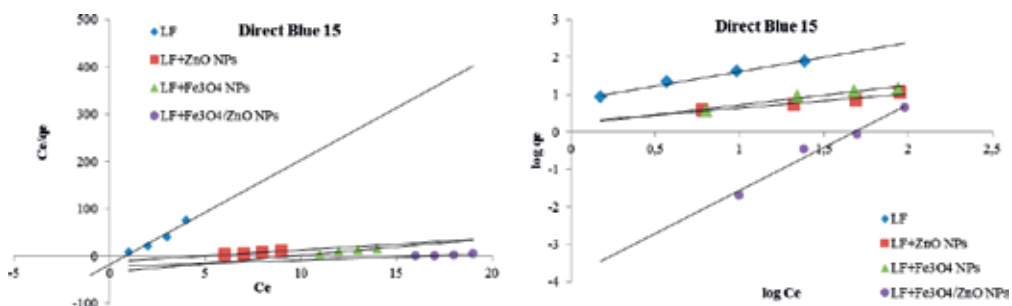 500
400
300
200
100
0
-100
-5
5
10
15
20
Direct Blue 15
LF
LF+ZnO NPs
LF+Fe3O4 NPs
LF+Fe3O4/ZnO NPs
Ce/qe
Ce
Direct Blue 15
3
2
1
0
-1
-2
-3
-4
0,5
1
1,5
2
2,5
log qe
log Ce
LF
LF+ZnO NPs
LF+Fe3O4 NPs
LF+Fe3O4/ZnO NPs